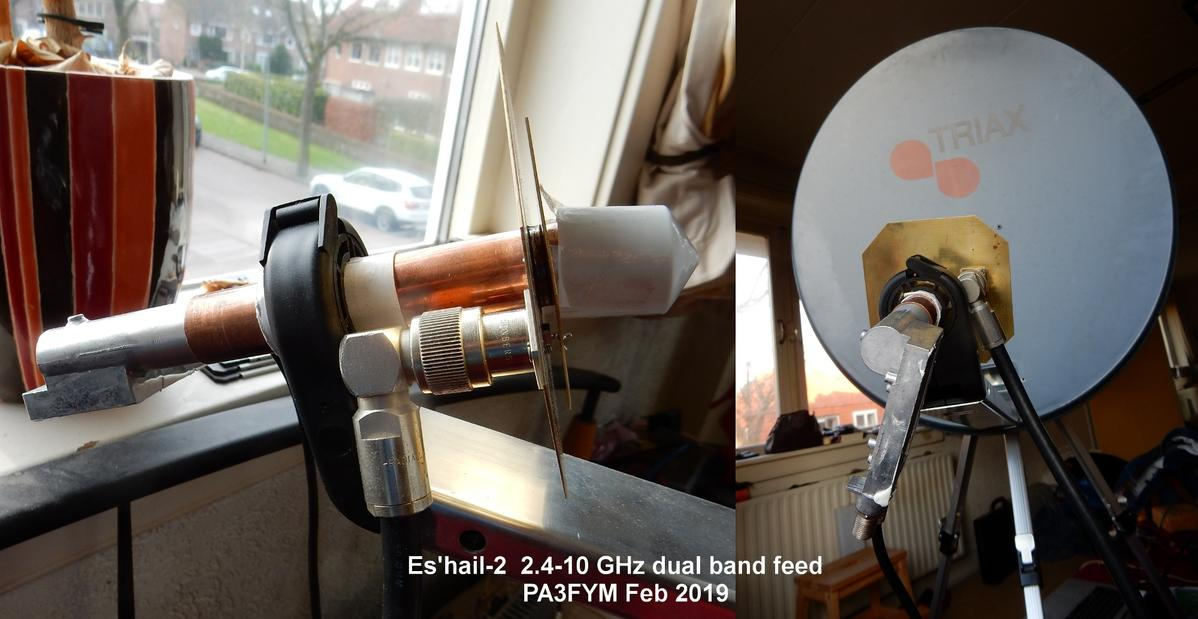 TRIAX
Es'hail-2 2.4-10 GHz dual band feed
PA3FYM Feb 2019